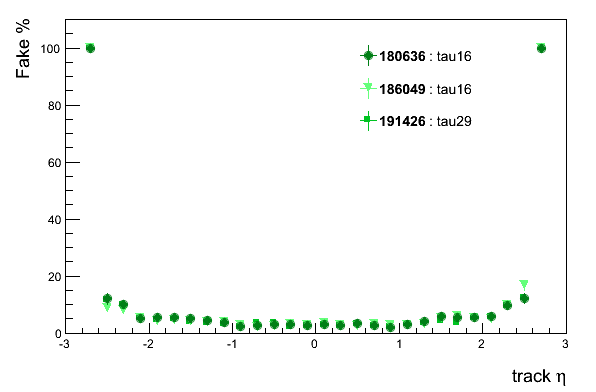 Fake %
100
80
60
40
20
0
180636 : tau16
186049 : tau16
191426 : tau29
-3 -2 -1 0 1 2 3
track η